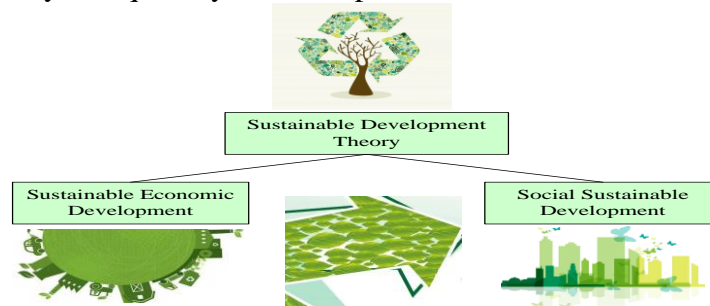 Sustainable Development
Theory
Sustainable Economic
Development
Social Sustainable
Development